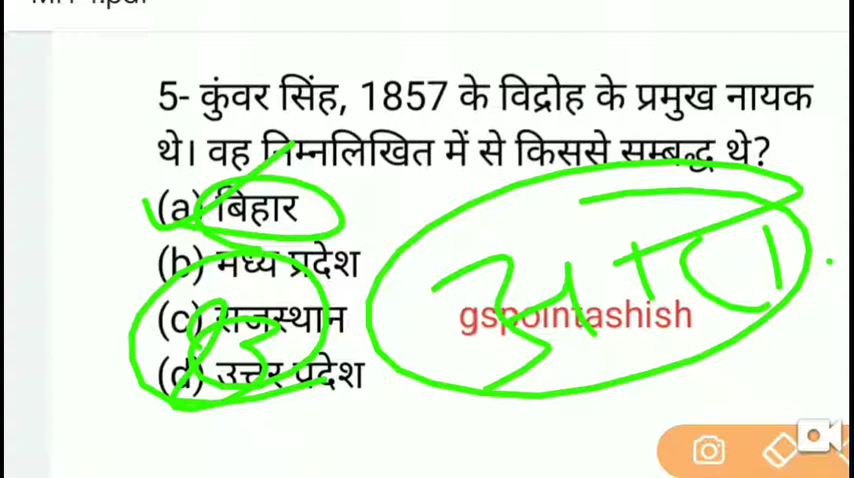 5- कुंवर सिंह, 1857 के विद्रोह के प्रमुख नायक
थे। वह निम्नलिखित में से किससे सम्बद्ध थे?
(a) बिहार
(b) मध्य प्रदेश
(c) राजस्थान
gspointashish
(d) उत्तर प्रदेश